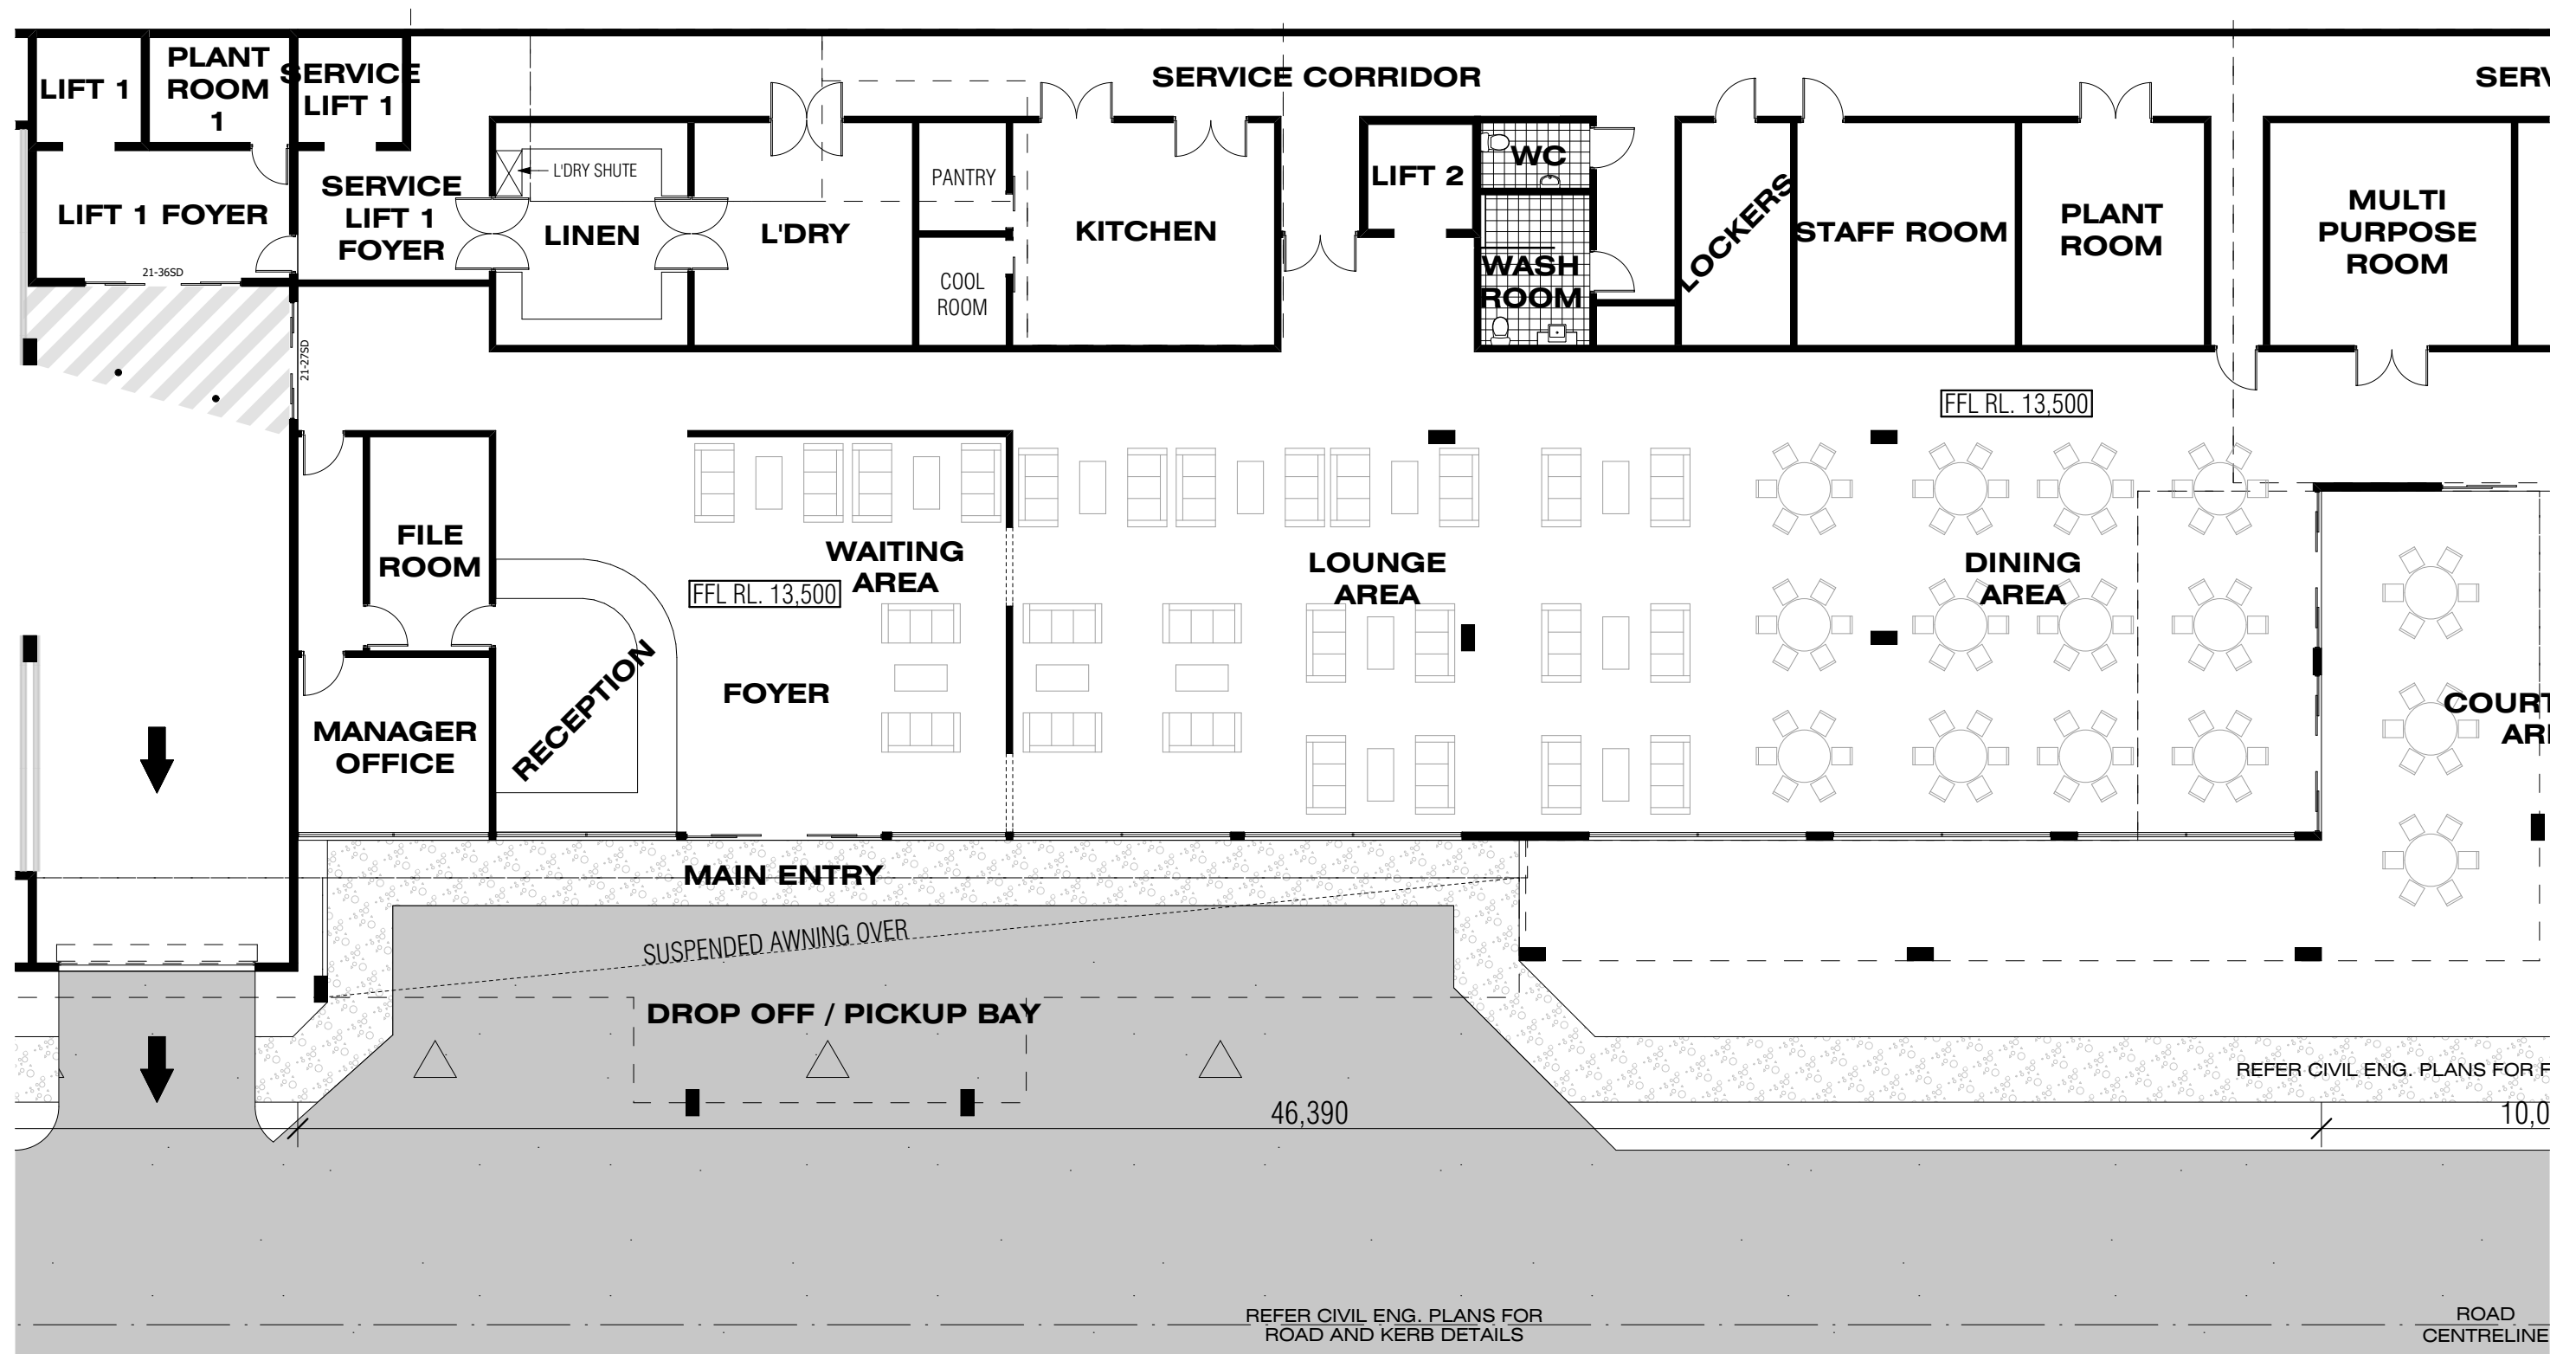 LIFT 1
PLANT
ROOM
1
SERVICE
LIFT 1
SERVICE CORRIDOR
SERV
LIFT 1 FOYER
SERVICE
LIFT 1
FOYER
L'DRY SHUTE
LINEN
L'DRY
PANTRY
COOL
ROOM
KITCHEN
LIFT 2
WC
WASH
ROOM
LOCKERS
STAFF ROOM
PLANT
ROOM
MULTI
PURPOSE
ROOM
21-36SD
21-27SD
FFL RL. 13,500
FILE
ROOM
WAITING
AREA
FFL RL. 13,500
LOUNGE
AREA
DINING
AREA
RECEPTION
FOYER
MANAGER
OFFICE
COURT
AR
MAIN ENTRY
SUSPENDED AWNING OVER
DROP OFF / PICKUP BAY
REFER CIVIL ENG. PLANS FOR
46,390
10,0
REFER CIVIL ENG. PLANS FOR
ROAD AND KERB DETAILS
ROAD
CENTRELINE